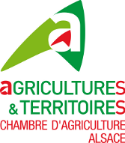 AGRICULTURES
& TERRITOIRES
CHAMBRE D'AGRICULTURE
ALSACE